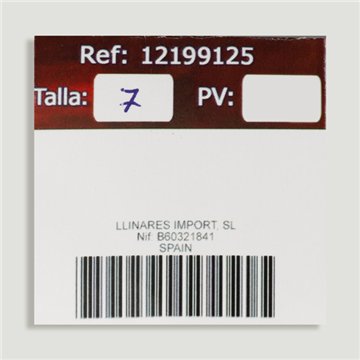 Ref: 12199125
Talla: 7 PV:
LLINARES IMPORT, SL
Nif: B60321841
SPAIN